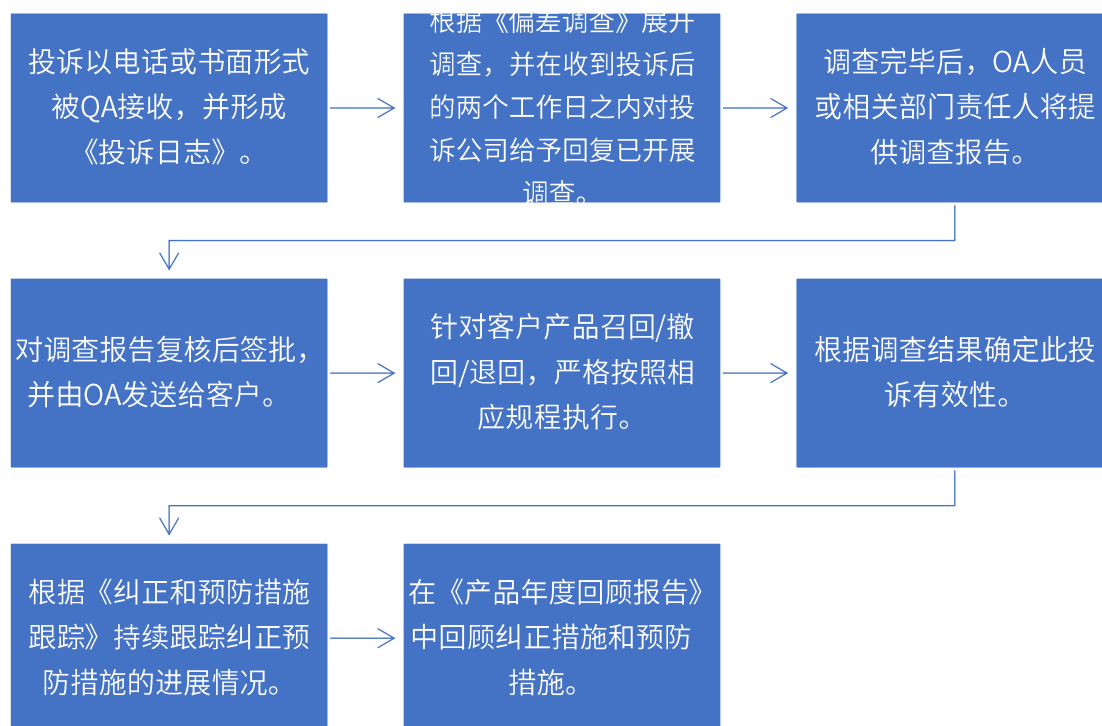 投诉以电话或书面形式
被QA接收，并形成
《投诉日志》。
根据《偏差调查》展开
调查，并在收到投诉后
的两个工作日之内对投
诉公司给予回复已开展
调查。
调查完毕后，OA人员
或相关部门责任人将提
供调查报告。
对调查报告复核后签批，
并由OA发送给客户。
针对客户产品召回/撤
回/退回，严格按照相
应规程执行。
根据调查结果确定此投
诉有效性。
根据《纠正和预防措施
跟踪》持续跟踪纠正预
防措施的进展情况。
在《产品年度回顾报告》
中回顾纠正措施和预防
措施。